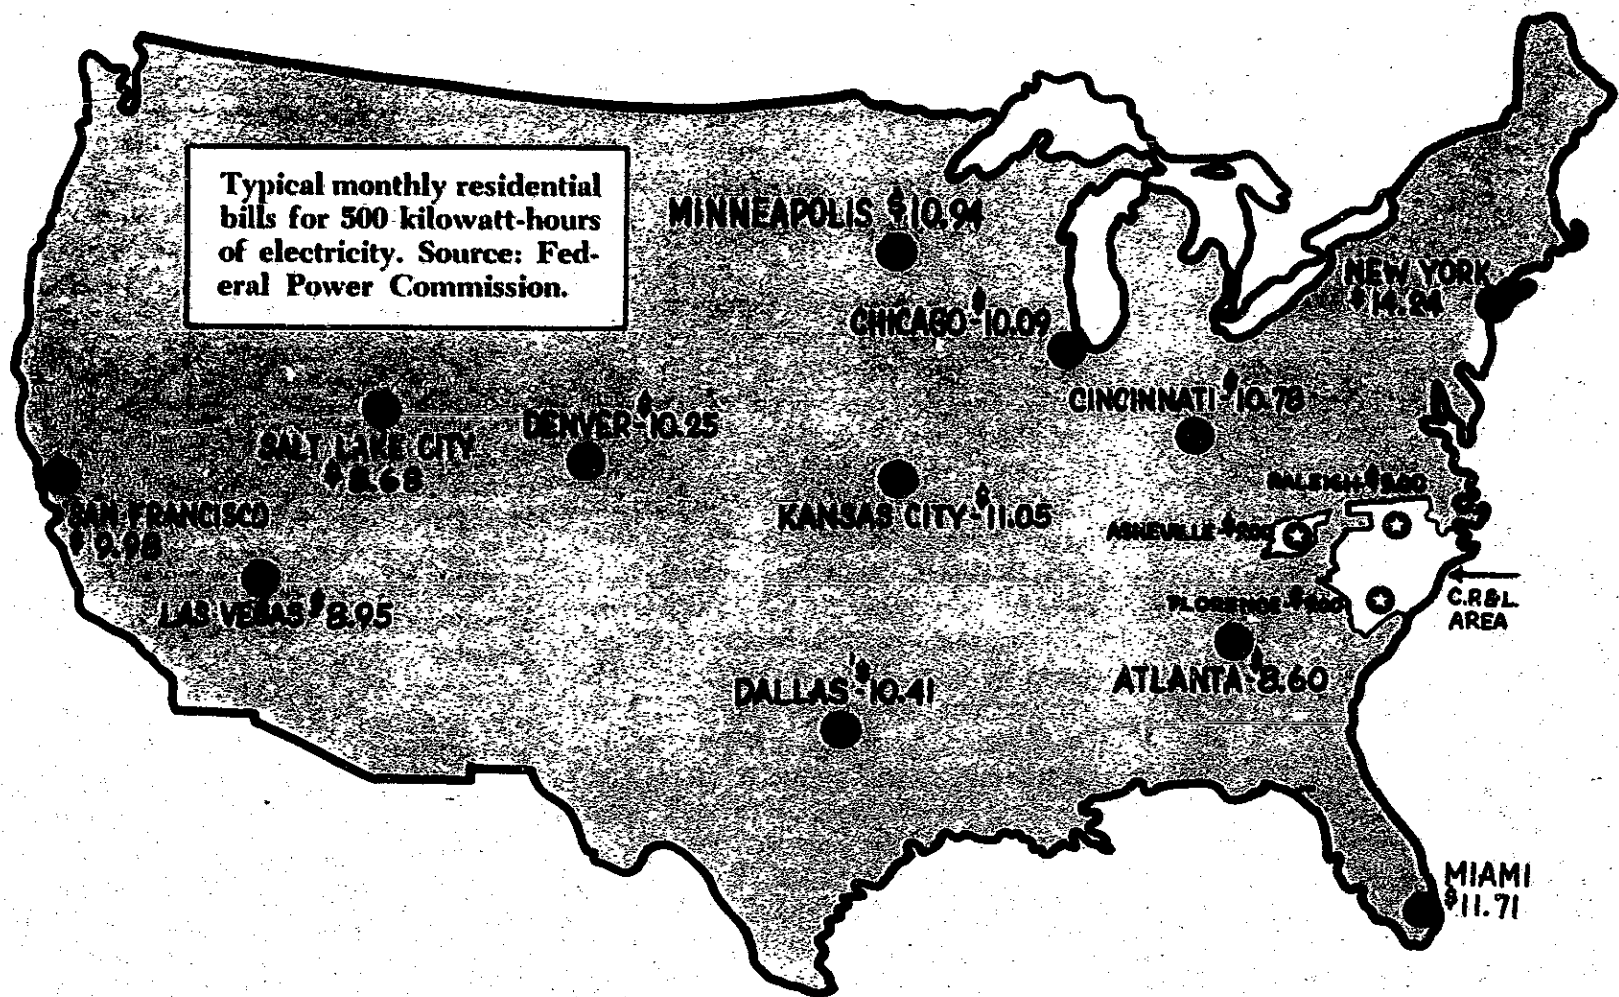 Typical monthly residential
bills for 500 kilowatt-hours
of electricity. Source: Fed-
eral Power Commission.
MINNEAPOLIS $10.94
CHICAGO-$10.09
NEW YORK
$14.24
CINCINNATI-$10.78
DENVER-$10.25
SALT LAKE CITY
$8.68
KANSAS CITY-$11.05
SAN FRANCISCO
$9.98
LAS VEGAS $8.95
RALEIGH
ASHEVILLE
FLORENCE
C.P.&L.
AREA
ATLANTA-$8.60
DALLAS-$10.41
MIAMI
$11.71